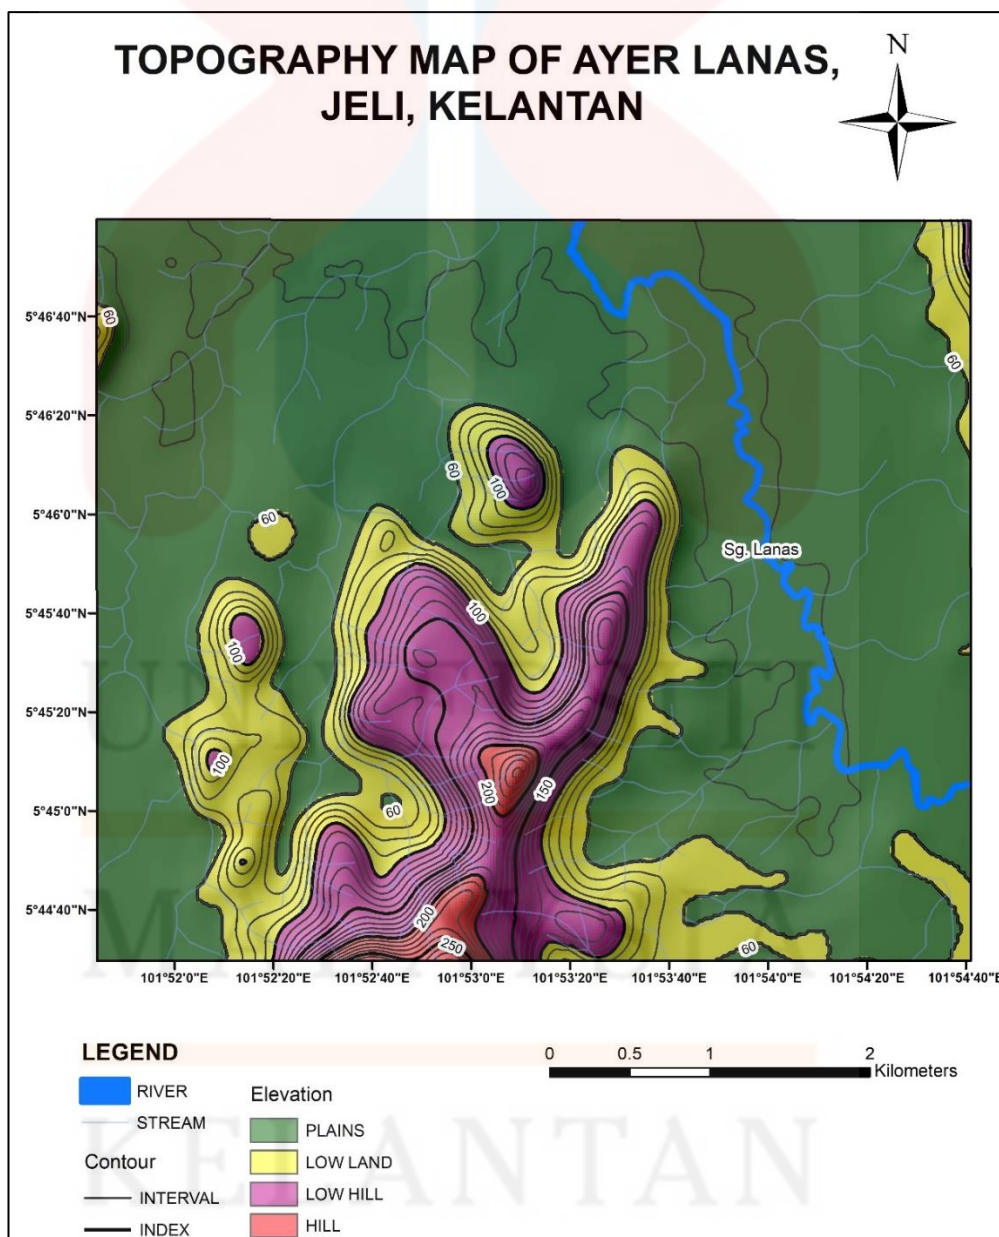 TOPOGRAPHY MAP OF AYER LANAS,
JELI, KELANTAN
N
5°46'40"N
60
60
5°46'20"N
60
100
5°46'0"N
60
Sg. Lanas
5°45'40"N
100
100
5°45'20"N
100
200
150
5°45'0"N
60
5°44'40"N
200
250
60
101°52'0"E 101°52'20"E 101°52'40"E 101°53'0"E 101°53'20"E 101°53'40"E 101°54'0"E 101°54'20"E 101°54'40"E
UNIVERSITI
MALAYSIA
KELANTAN
LEGEND
RIVER
STREAM
Contour
INTERVAL
INDEX
Elevation
PLAINS
LOW LAND
LOW HILL
HILL
0 0.5 1 2
Kilometers